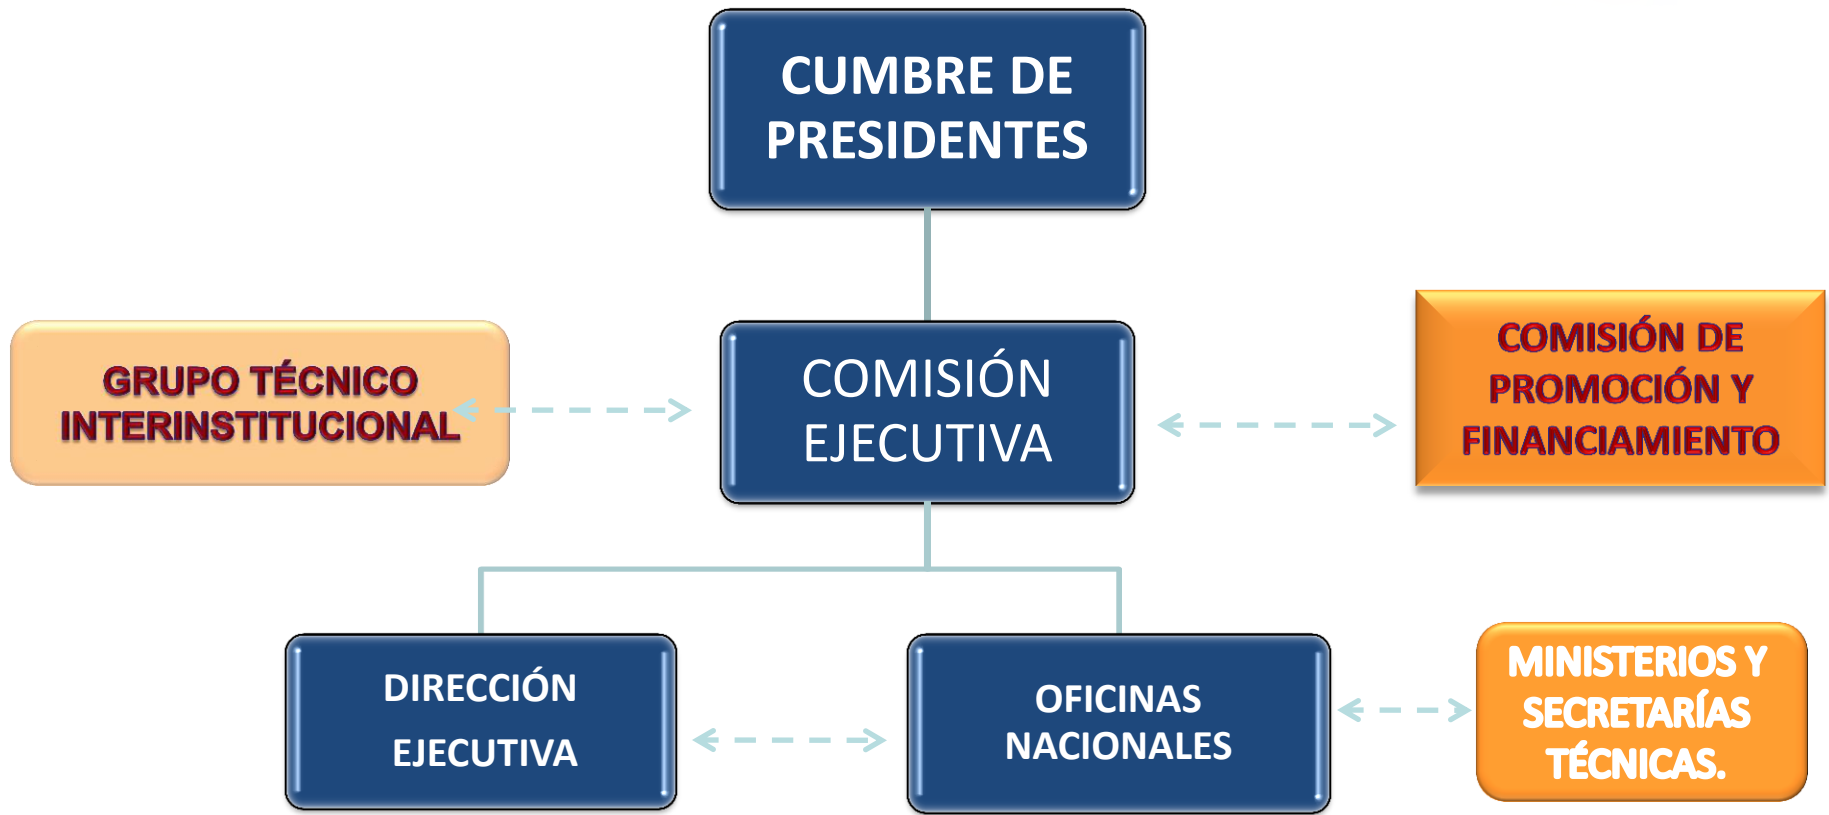 CUMBRE DE
PRESIDENTES
GRUPO TÉCNICO
INTERINSTITUCIONAL
COMISIÓN
EJECUTIVA
COMISIÓN DE
PROMOCIÓN Y
FINANCIAMIENTO
DIRECCIÓN
EJECUTIVA
OFICINAS
NACIONALES
MINISTERIOS Y
SECRETARÍAS
TÉCNICAS.